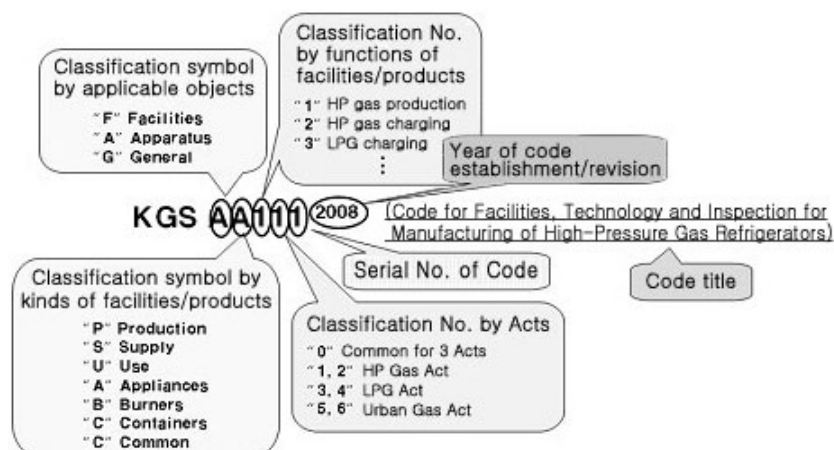 Classification symbol
by applicable objects
"F" Facilities
"A" Apparatus
"G" General
Classification No.
by functions of
facilities/products
"1" HP gas production
"2" HP gas charging
"3" LPG charging
⋮
Year of code
establishment/revision
KGS AA111 2008 (Code for Facilities, Technology and Inspection for
Manufacturing of High-Pressure Gas Refrigerators)
Serial No. of Code
Code title
Classification symbol by
kinds of facilities/products
"P" Production
"S" Supply
"U" Use
"A" Appliances
"B" Burners
"C" Containers
"C" Common
Classification No. by Acts
"0" Common for 3 Acts
"1, 2" HP Gas Act
"3, 4" LPG Act
"5, 6" Urban Gas Act